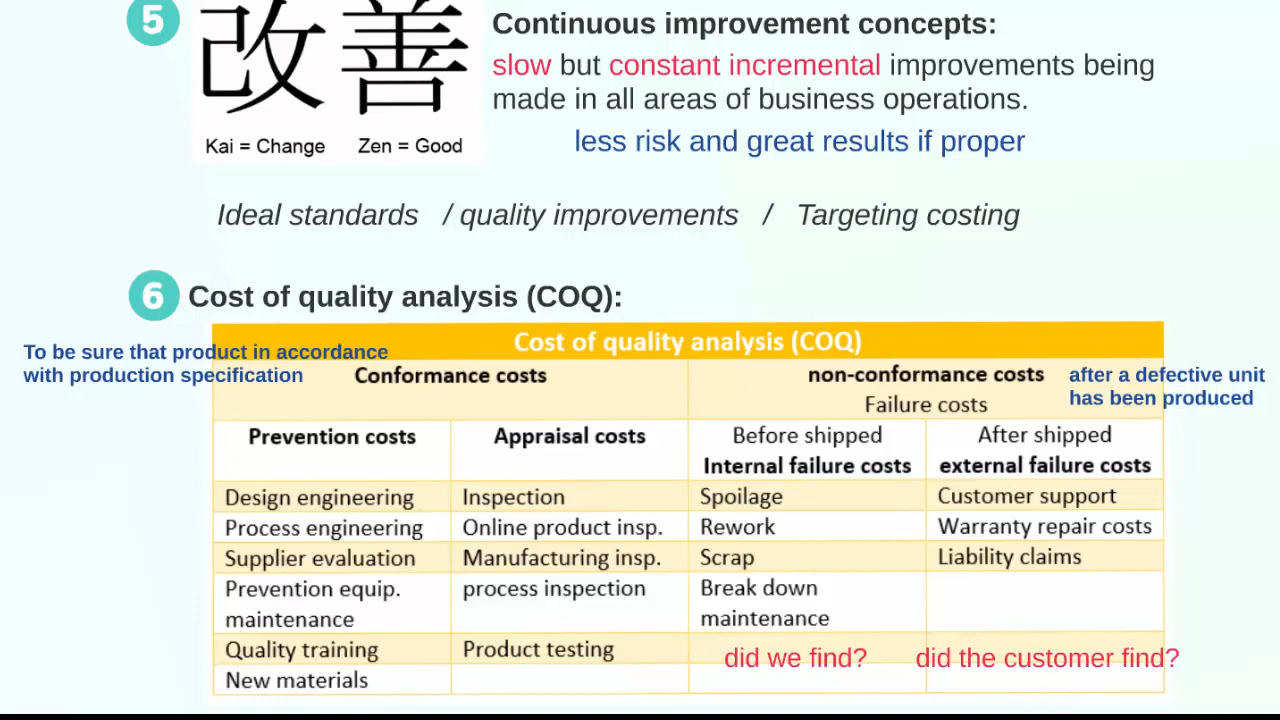 5
改善
Kai = Change Zen = Good
Continuous improvement concepts:
slow but constant incremental improvements being
made in all areas of business operations.
less risk and great results if proper
Ideal standards / quality improvements / Targeting costing
6 Cost of quality analysis (COQ):
Cost of quality analysis (COQ)
To be sure that product in accordance
with production specification
Conformance costs
non-conformance costs
Failure costs
after a defective unit
has been produced
Prevention costs
Appraisal costs
Before shipped
Internal failure costs
After shipped
external failure costs
Design engineering Inspection Spoilage Customer support
Process engineering Online product insp. Rework Warranty repair costs
Supplier evaluation Manufacturing insp. Scrap Liability claims
Prevention equip. process inspection Break down
maintenance maintenance
Quality training Product testing did we find? did the customer find?
New materials